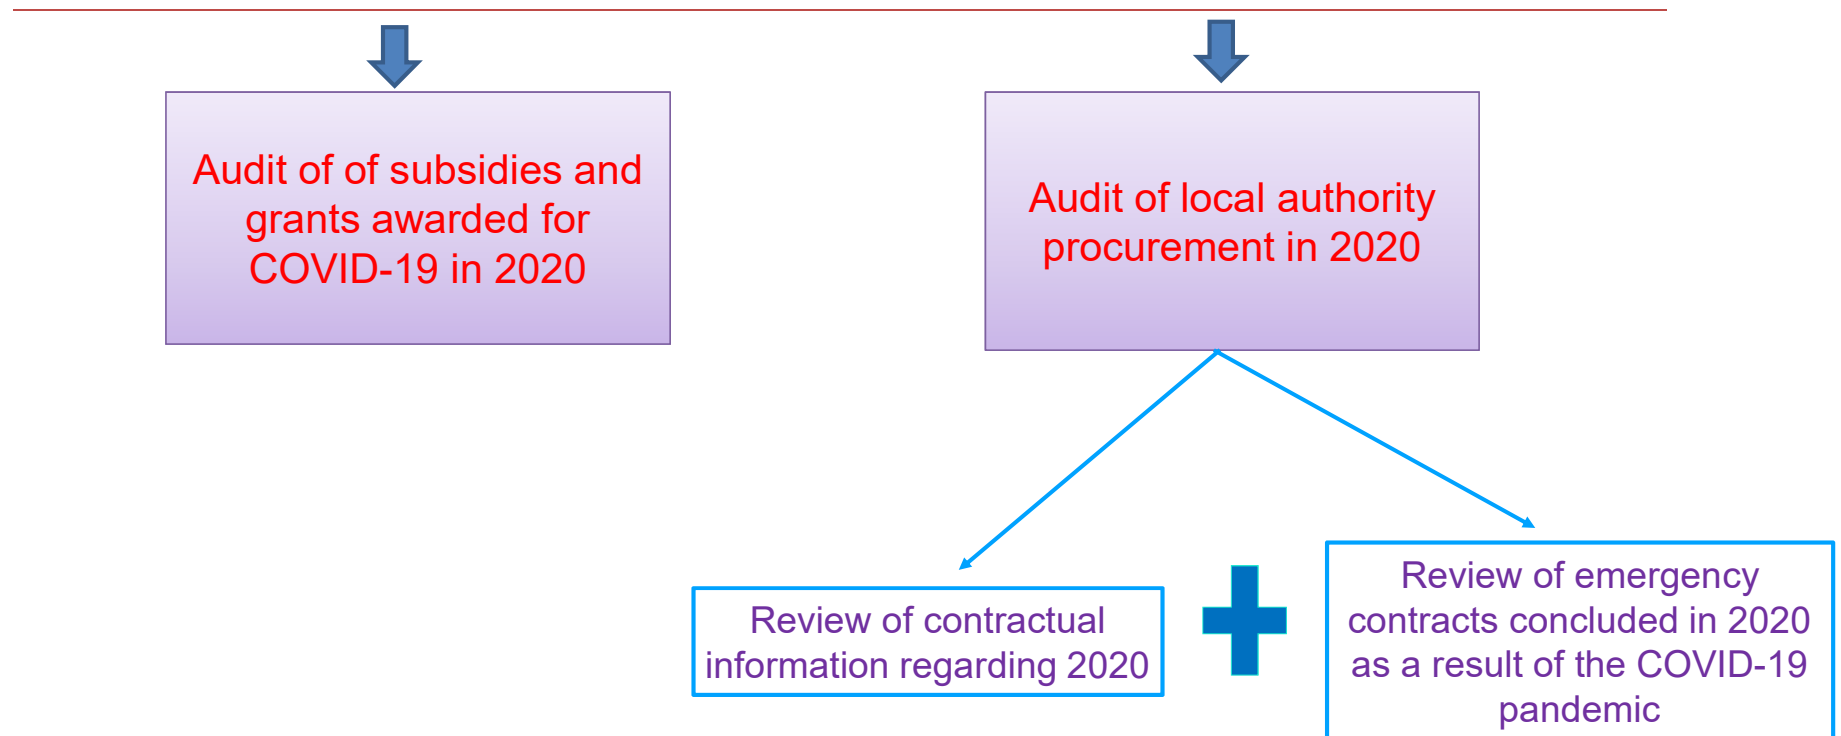 Audit of of subsidies and
grants awarded for
COVID-19 in 2020
Audit of local authority
procurement in 2020
Review of contractual
information regarding 2020
Review of emergency
contracts concluded in 2020
as a result of the COVID-19
pandemic